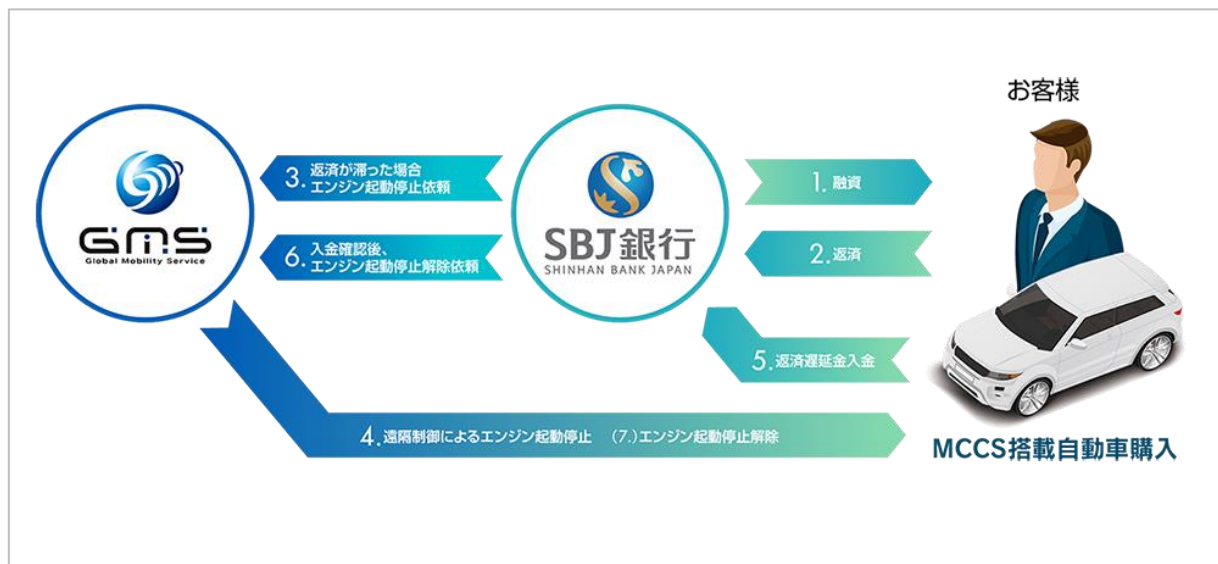 お客様
3. 返済が滞った場合
エンジン起動停止依頼
1. 融資
GMS
Global Mobility Service
SBJ銀行
SHINHAN BANK JAPAN
6. 入金確認後、
エンジン起動停止解除依頼
2. 返済
5. 返済遅延金入金
4. 遠隔制御によるエンジン起動停止 (7.)エンジン起動停止解除
MCCS搭載自動車購入